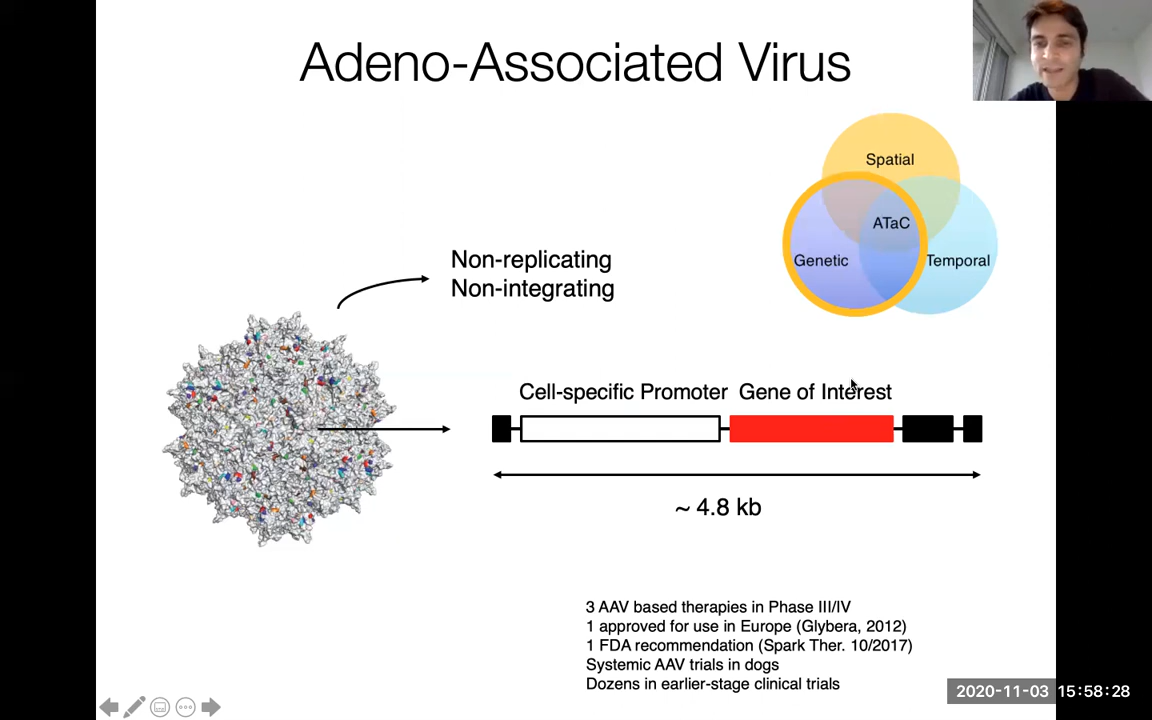 Adeno-Associated Virus
Spatial
ATaC
Genetic
Temporal
Non-replicating
Non-integrating
Cell-specific Promoter
Gene of Interest
~ 4.8 kb
3 AAV based therapies in Phase III/IV
1 approved for use in Europe (Glybera, 2012)
1 FDA recommendation (Spark Ther. 10/2017)
Systemic AAV trials in dogs
Dozens in earlier-stage clinical trials
2020-11-03 15:58:28